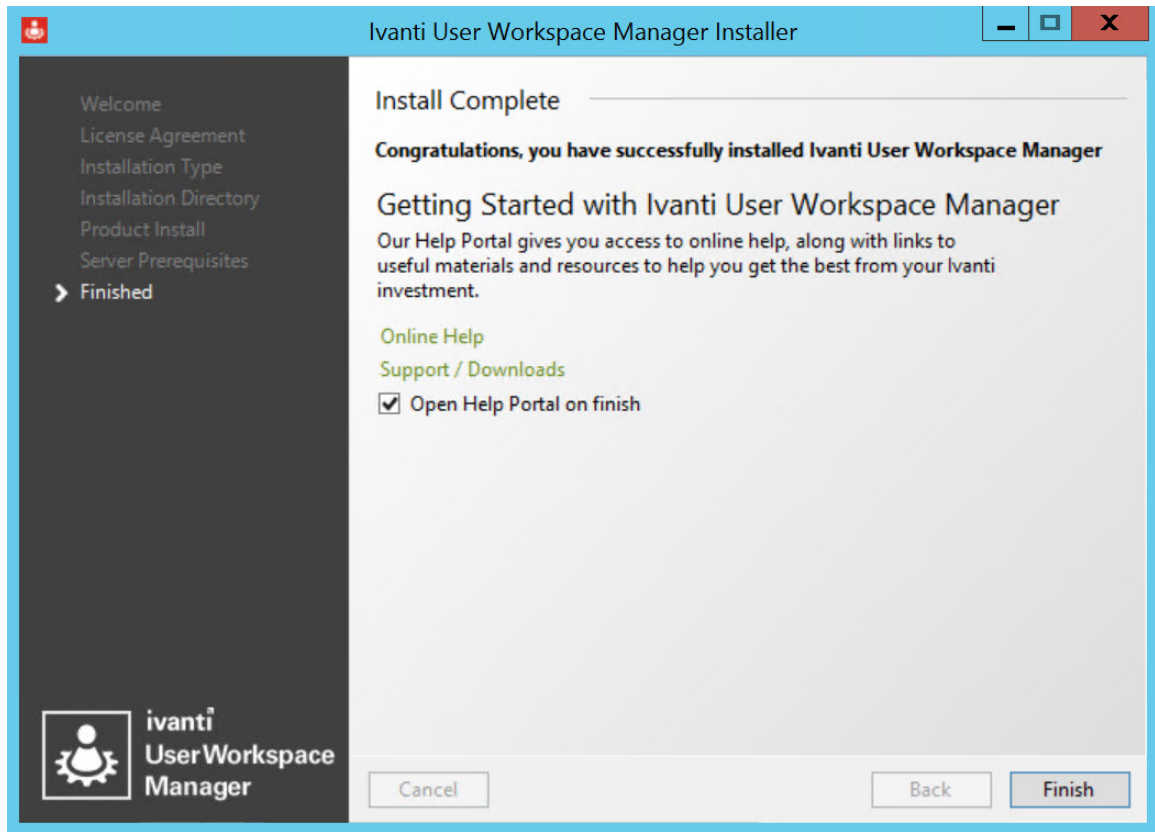 Ivanti User Workspace Manager Installer
Welcome
License Agreement
Installation Type
Installation Directory
Product Install
Server Prerequisites
Finished
Install Complete
Congratulations, you have successfully installed Ivanti User Workspace Manager
Getting Started with Ivanti User Workspace Manager
Our Help Portal gives you access to online help, along with links to
useful materials and resources to help you get the best from your Ivanti
investment.
Online Help
Support / Downloads
Open Help Portal on finish
ivanti
User Workspace
Manager
Cancel
Back
Finish